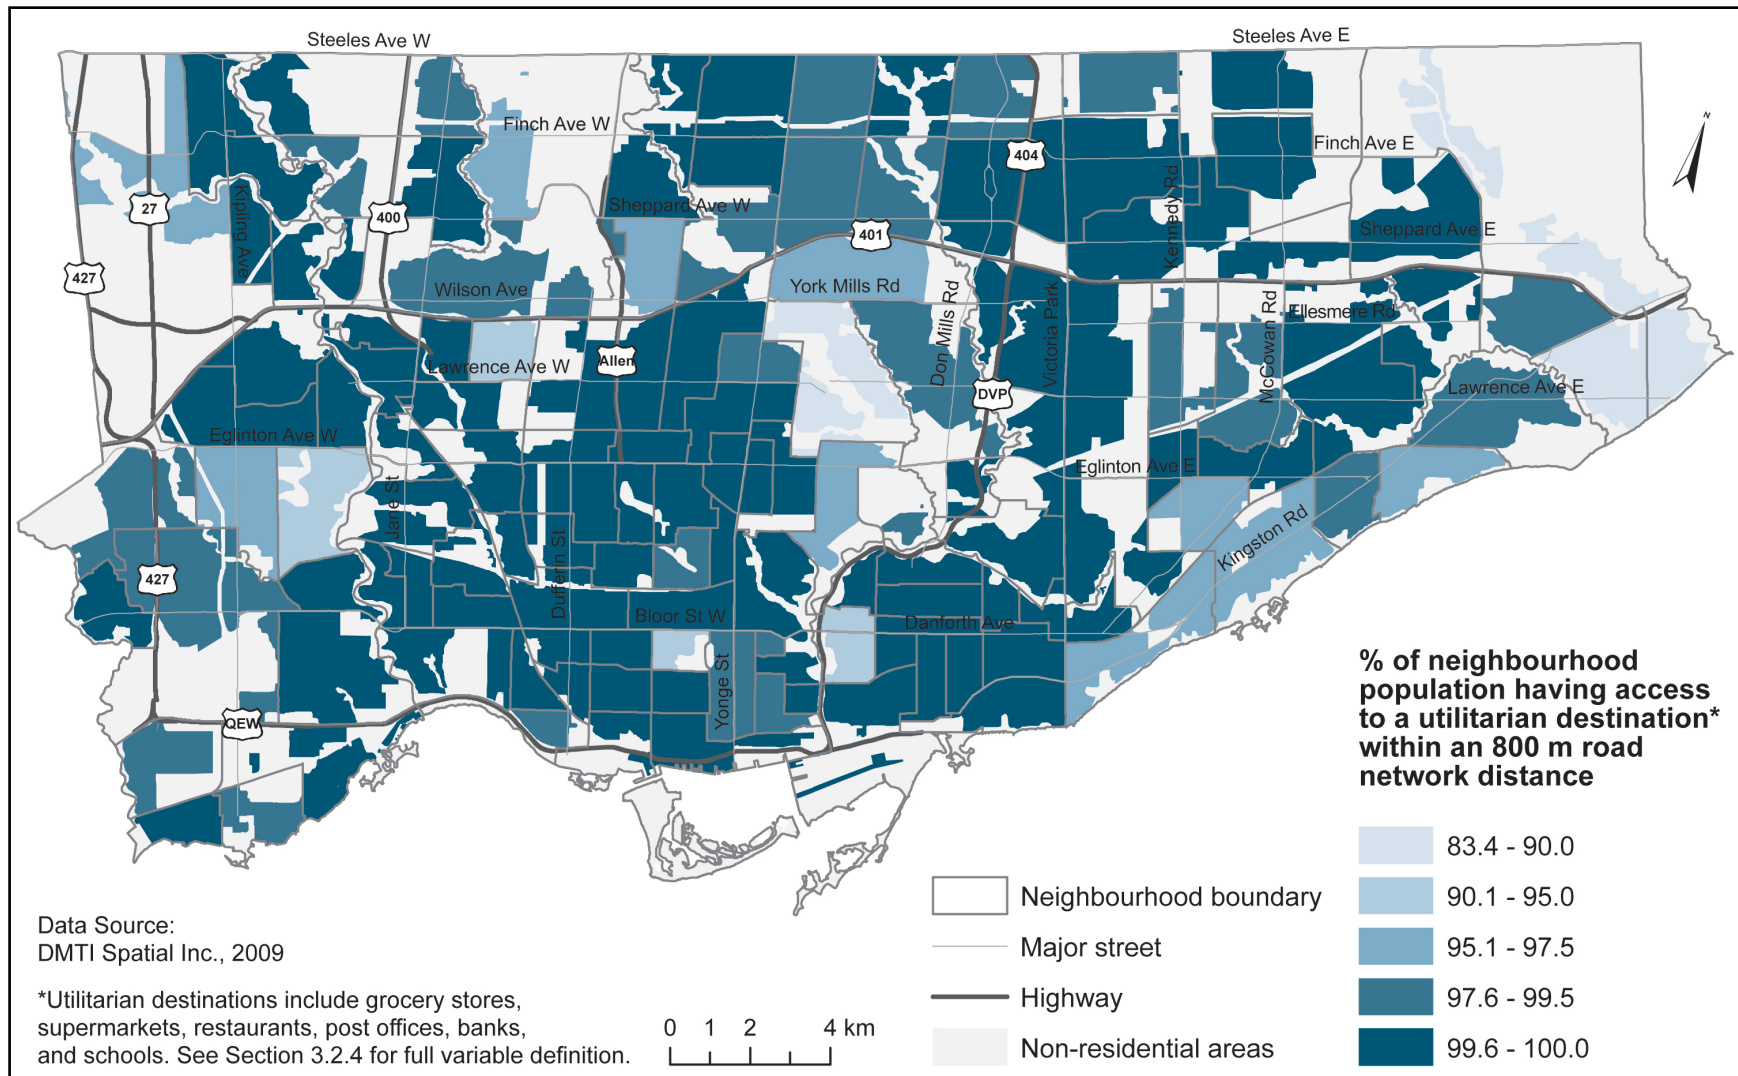 Steeles Ave W
Steeles Ave E
N
Finch Ave W
Finch Ave E
404
Kipling Ave
27
400
Sheppard Ave W
Kennedy Rd
401
Sheppard Ave E
427
Wilson Ave
York Mills Rd
Don Mills Rd
Victoria Park
McCowan Rd
Ellesmere Rd
Lawrence Ave W
Allen
DVP
Lawrence Ave E
Eglinton Ave W
Eglinton Ave E
Jane St
Dufferin St
Kingston Rd
427
Bloor St W
Danforth Ave
Yonge St
QEW
% of neighbourhood
population having access
to a utilitarian destination*
within an 800 m road
network distance
83.4 - 90.0
90.1 - 95.0
95.1 - 97.5
97.6 - 99.5
99.6 - 100.0
Neighbourhood boundary
Major street
Highway
Non-residential areas
Data Source:
DMTI Spatial Inc., 2009
*Utilitarian destinations include grocery stores,
supermarkets, restaurants, post offices, banks,
and schools. See Section 3.2.4 for full variable definition.
0 1 2 4 km